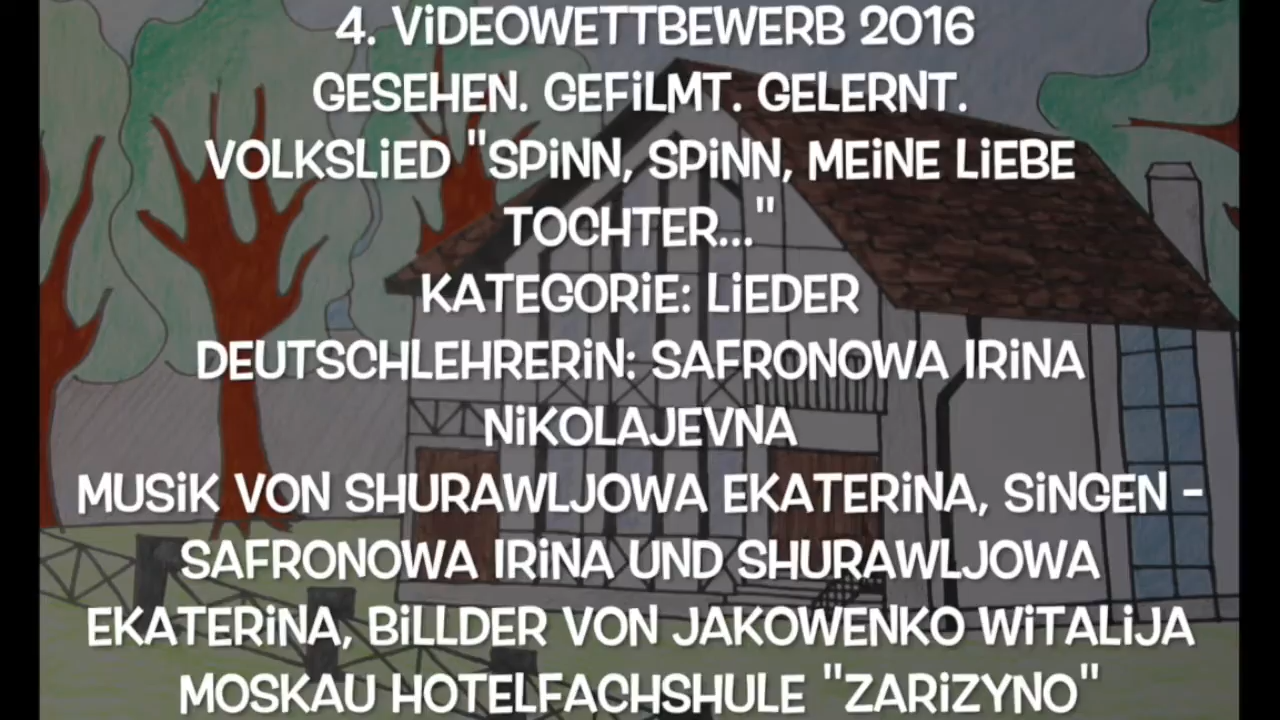 4. ViDEOWETTBEWERB 2016
GESEHEN. GEFiLMT. GELERNT.
VOLKSLiED "SPiNN, SPiNN, MEiNE LiEBE
TOCHTER..."
KATEGORiE: LiEDER
DEUTSCHLEHRERiN: SAFRONOWA IRiNA
NiKOLAJEVNA
MUSiK VON SHURAWLJOWA EKATERiNA, SiNGEN -
SAFRONOWA IRiNA UND SHURAWLJOWA
EKATERiNA, BiLLDER VON JAKOWENKO WiTALiJA
MOSKAU HOTELFACHSHULE "ZARiZYNO"